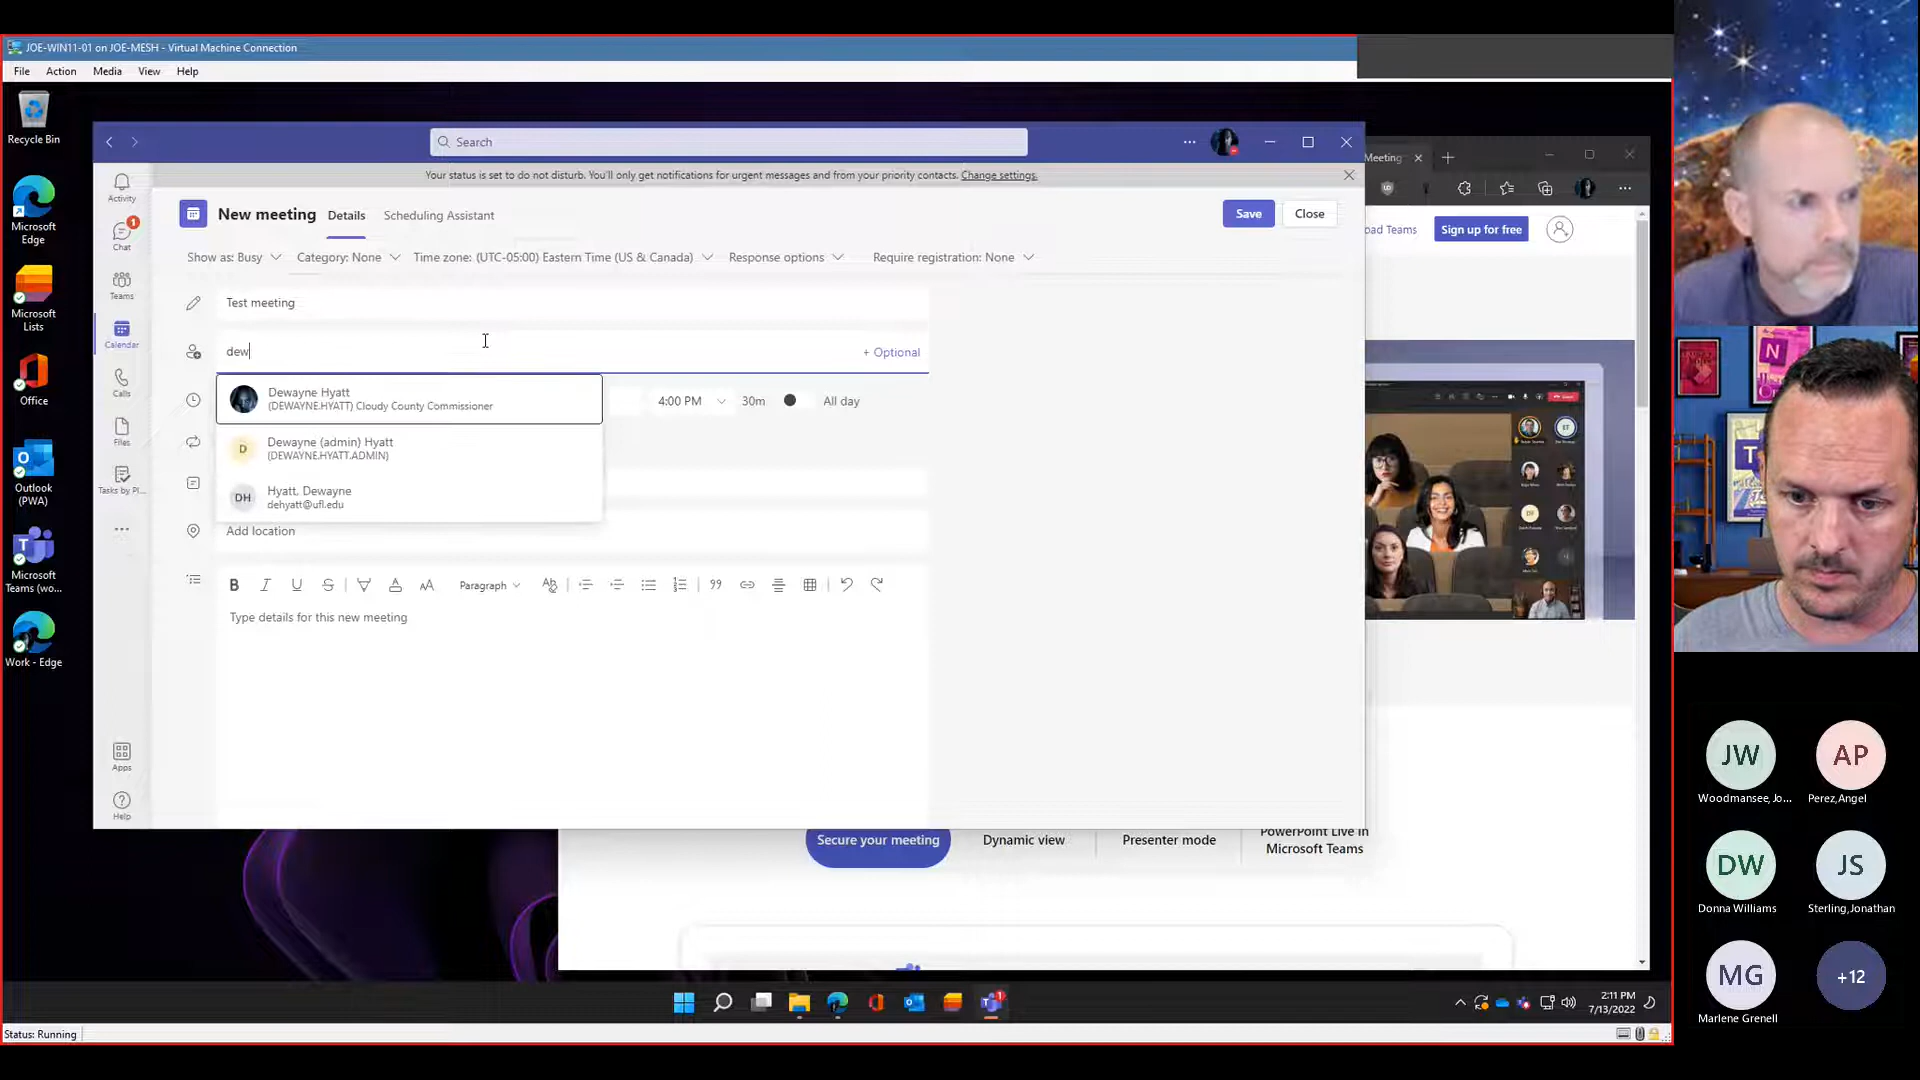 JOE-WIN11-01 on JOE-MESH - Virtual Machine Connection
File Action Media View Help
Recycle Bin
Microsoft
Edge
Microsoft
Lists
Office
Outlook
(PWA)
Microsoft
Teams (wo...
Work - Edge
Search
Your status is set to do not disturb. You'll only get notifications for urgent messages and from your priority contacts. Change settings.
Activity
Chat
1
Teams
Calendar
Calls
Files
Tasks by Pl...
Apps
Help
New meeting Details Scheduling Assistant
Save Close
Show as: Busy Category: None Time zone: (UTC-05:00) Eastern Time (US & Canada) Response options Require registration: None
Test meeting
dew
+ Optional
Dewayne Hyatt
(DEWAYNE.HYATT) Cloudy County Commissioner
4:00 PM 30m All day
D
Dewayne (admin) Hyatt
(DEWAYNE.HYATT.ADMIN)
DH
Hyatt, Dewayne
dehyatt@ufl.edu
Add location
B I U S Paragraph
Type details for this new meeting
Meeting
oad Teams Sign up for free
Secure your meeting
Dynamic view
Presenter mode
PowerPoint Live in
Microsoft Teams
2:11 PM
7/13/2022
Status: Running
JW
Woodmansee, Jo...
AP
Perez,Angel
DW
Donna Williams
JS
Sterling,Jonathan
MG
Marlene Grenell
+12